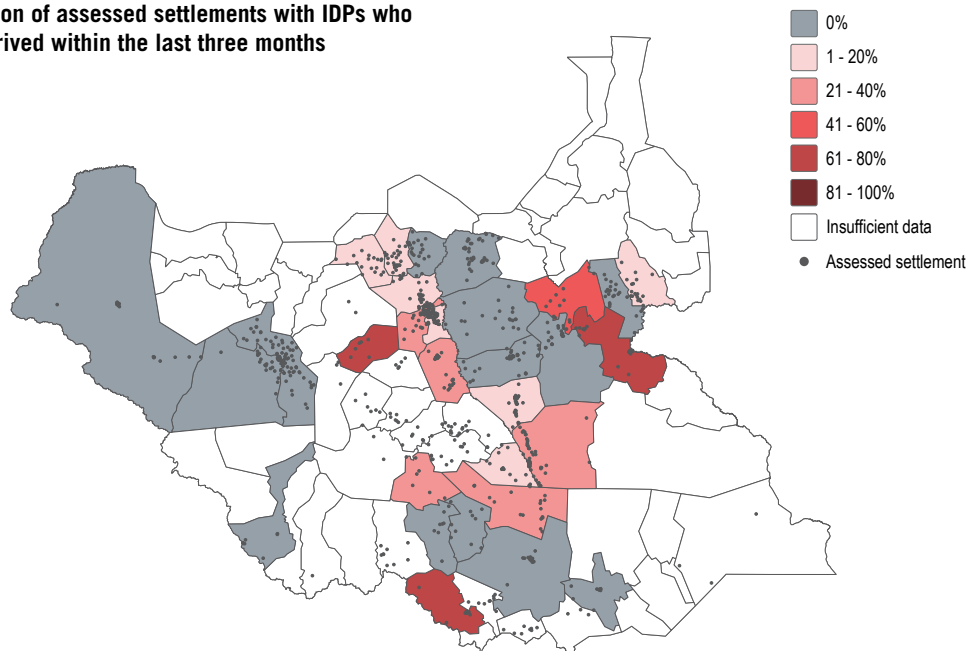 ion of assessed settlements with IDPs who
rived within the last three months
0%
1 - 20%
21 - 40%
41 - 60%
61 - 80%
81 - 100%
Insufficient data
Assessed settlement